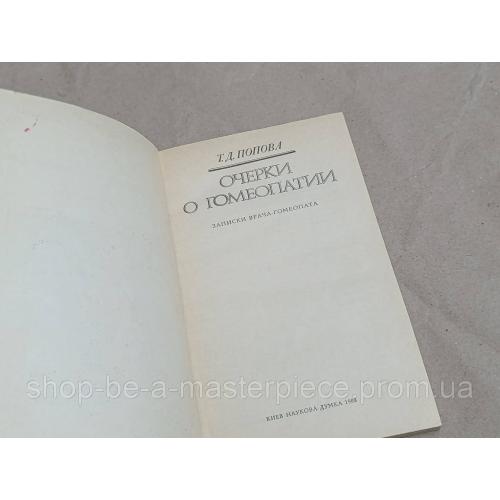 Т. Д. ПОПОВА
ОЧЕРКИ
О ГОМЕОПАТИИ
ЗАПИСКИ ВРАЧА-ГОМЕОПАТА
shop-be-a-masterpiece.prom.ua
КИЕВ НАУКОВА ДУМКА 1988